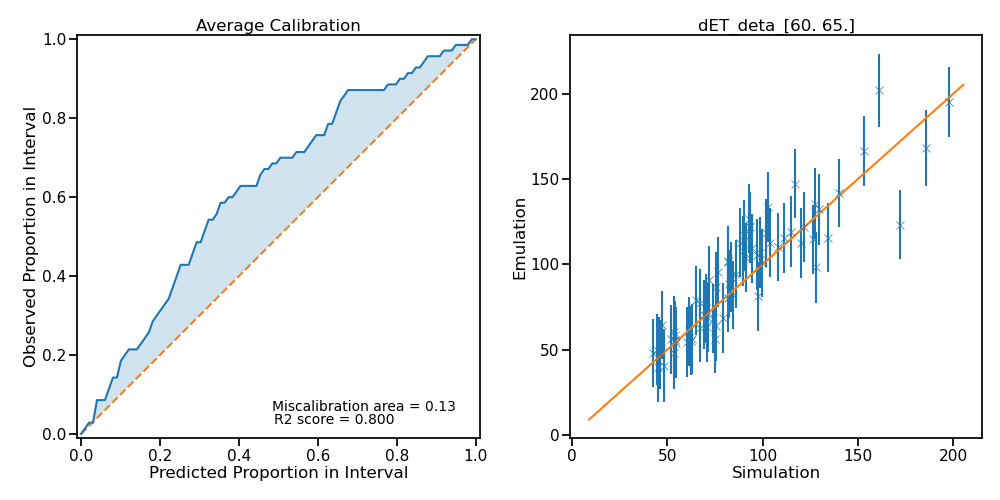 Average Calibration
1.0
0.8
0.6
0.4
0.2
0.0
Observed Proportion in Interval
Miscalibration area = 0.13
R2 score = 0.800
0.0 0.2 0.4 0.6 0.8 1.0
Predicted Proportion in Interval
dET_deta_[60. 65.]
200
150
100
50
0
Emulation
0 50 100 150 200
Simulation